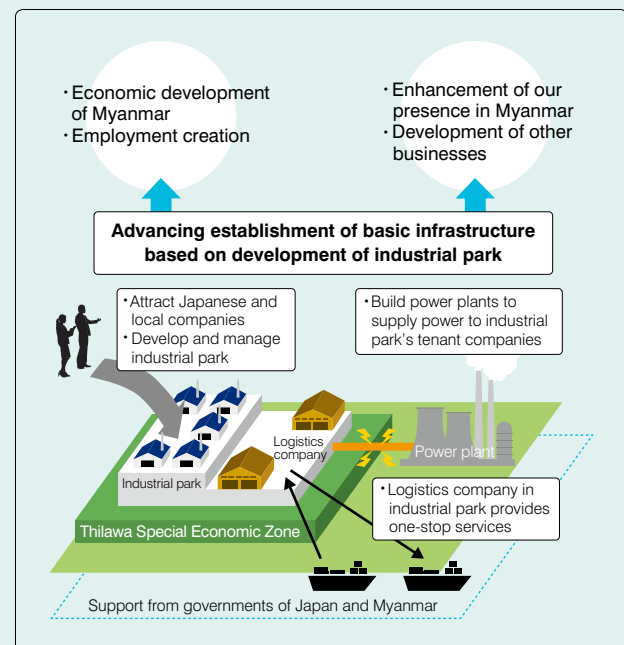 ・Economic development
of Myanmar
・Employment creation
・Enhancement of our
presence in Myanmar
・Development of other
businesses
Advancing establishment of basic infrastructure
based on development of industrial park
•Attract Japanese and
local companies
•Develop and manage
industrial park
•Build power plants to
supply power to industrial
park's tenant companies
Logistics
company
Power plant
Industrial park
•Logistics company in
industrial park provides
one-stop services
Thilawa Special Economic Zone
Support from governments of Japan and Myanmar